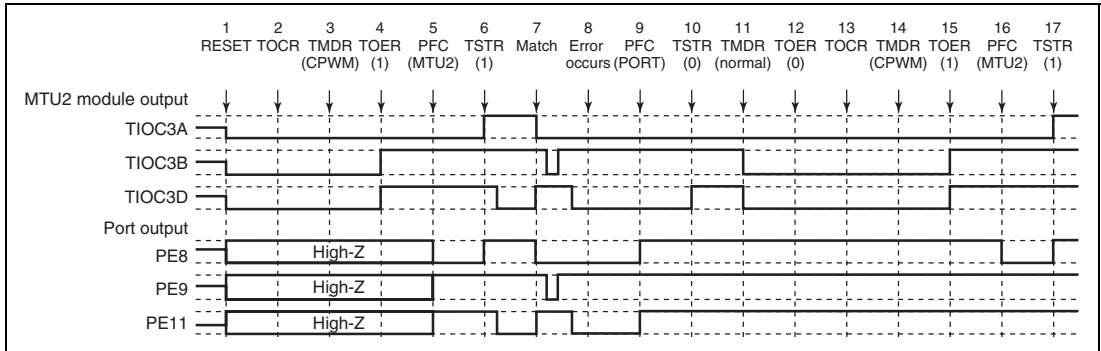 1 2 3 4 5 6 7 8 9 10 11 12 13 14 15 16 17
RESET TOCR TMDR TOER PFC TSTR Match Error PFC TSTR TMDR TOER TOCR TMDR TOER PFC TSTR
(CPWM) (1) (MTU2) (1) occurs (PORT) (0) (normal) (0) (CPWM) (1) (MTU2) (1)
MTU2 module output
TIOC3A
TIOC3B
TIOC3D
Port output
PE8 High-Z
PE9 High-Z
PE11 High-Z